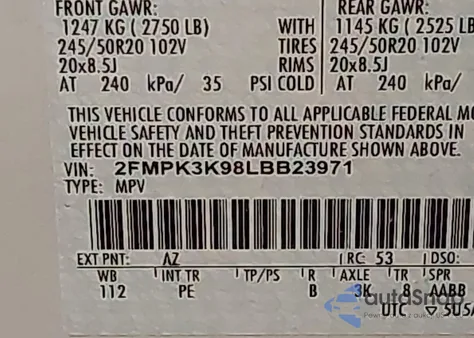 FRONT GAWR: REAR GAWR:
1247 KG ( 2750 LB) WITH 1145 KG ( 2525 LB
245/50R20 102V TIRES 245/50R20 102V
20x8.5J RIMS 20x8.5J
AT 240 kPa/ 35 PSI COLD AT 240 kPa/
THIS VEHICLE CONFORMS TO ALL APPLICABLE FEDERAL MO
VEHICLE SAFETY AND THEFT PREVENTION STANDARDS IN
EFFECT ON THE DATE OF MANUFACTURE SHOWN ABOVE.
VIN: 2FMPK3K98LBB23971
TYPE: MPV
EXT PNT: AZ RC: 53 DSO:
WB INT TR TP/PS R AXLE TR SPR
112 PE B 3K 8 AABB
UTC ▽ 5U5A
autoSnap